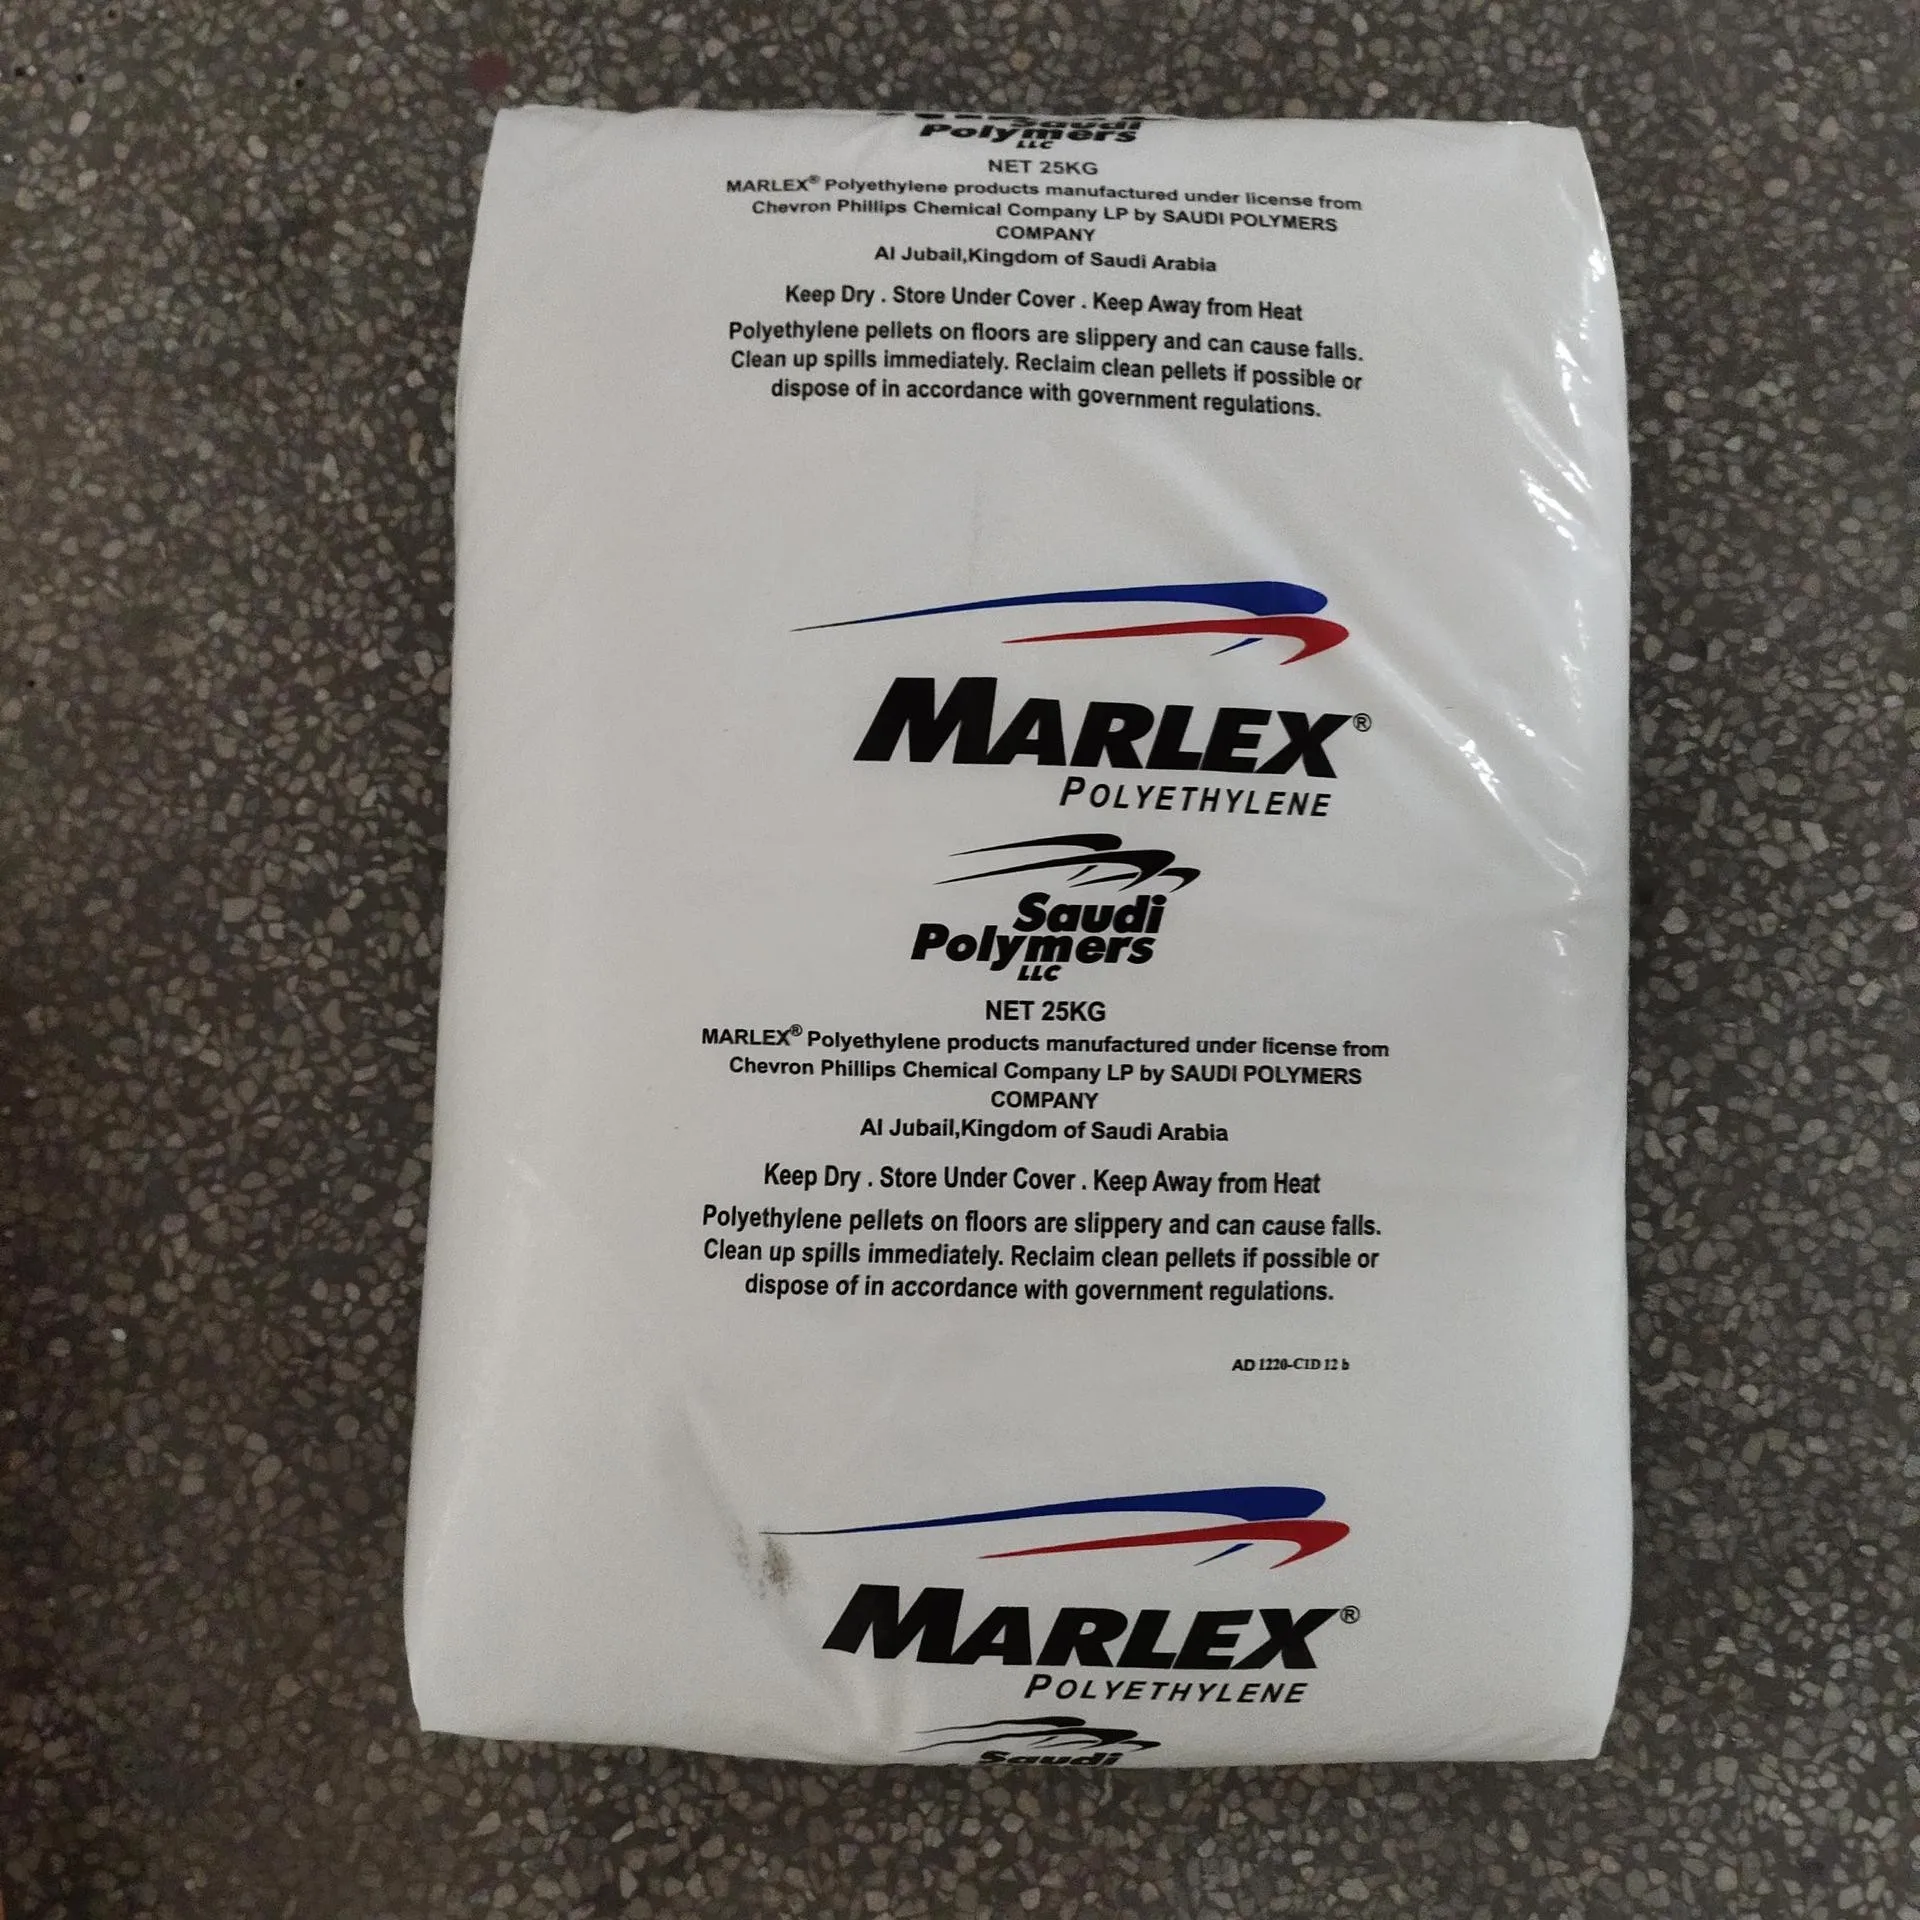 Saudi
Polymers
LLC
NET 25KG
MARLEX® Polyethylene products manufactured under license from
Chevron Phillips Chemical Company LP by SAUDI POLYMERS
COMPANY
Al Jubail,Kingdom of Saudi Arabia
Keep Dry . Store Under Cover . Keep Away from Heat
Polyethylene pellets on floors are slippery and can cause falls.
Clean up spills immediately. Reclaim clean pellets if possible or
dispose of in accordance with government regulations.
MARLEX®
POLYETHYLENE
Saudi
Polymers
LLC
NET 25KG
MARLEX® Polyethylene products manufactured under license from
Chevron Phillips Chemical Company LP by SAUDI POLYMERS
COMPANY
Al Jubail,Kingdom of Saudi Arabia
Keep Dry . Store Under Cover . Keep Away from Heat
Polyethylene pellets on floors are slippery and can cause falls.
Clean up spills immediately. Reclaim clean pellets if possible or
dispose of in accordance with government regulations.
AD 1220-C1D 12 b
MARLEX®
POLYETHYLENE
Saudi